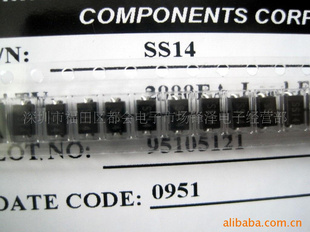 COMPONENTS CORP
/N: SS14
深圳市福田区都会电子市场锋泽电子经营部
LOT NO: 95105121
DATE CODE: 0951
alibaba.com.cn